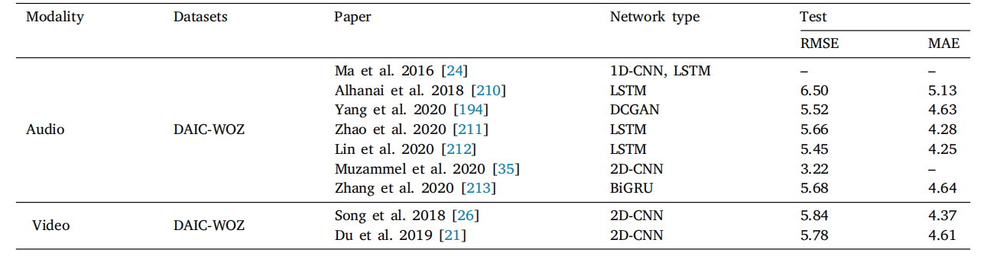 Modality Datasets Paper Network type Test
RMSE MAE
Ma et al. 2016 [24] 1D-CNN, LSTM – –
Alhanai et al. 2018 [210] LSTM 6.50 5.13
Yang et al. 2020 [194] DCGAN 5.52 4.63
Audio DAIC-WOZ Zhao et al. 2020 [211] LSTM 5.66 4.28
Lin et al. 2020 [212] LSTM 5.45 4.25
Muzammel et al. 2020 [35] 2D-CNN 3.22 –
Zhang et al. 2020 [213] BiGRU 5.68 4.64
Song et al. 2018 [26] 2D-CNN 5.84 4.37
Video DAIC-WOZ
Du et al. 2019 [21] 2D-CNN 5.78 4.61